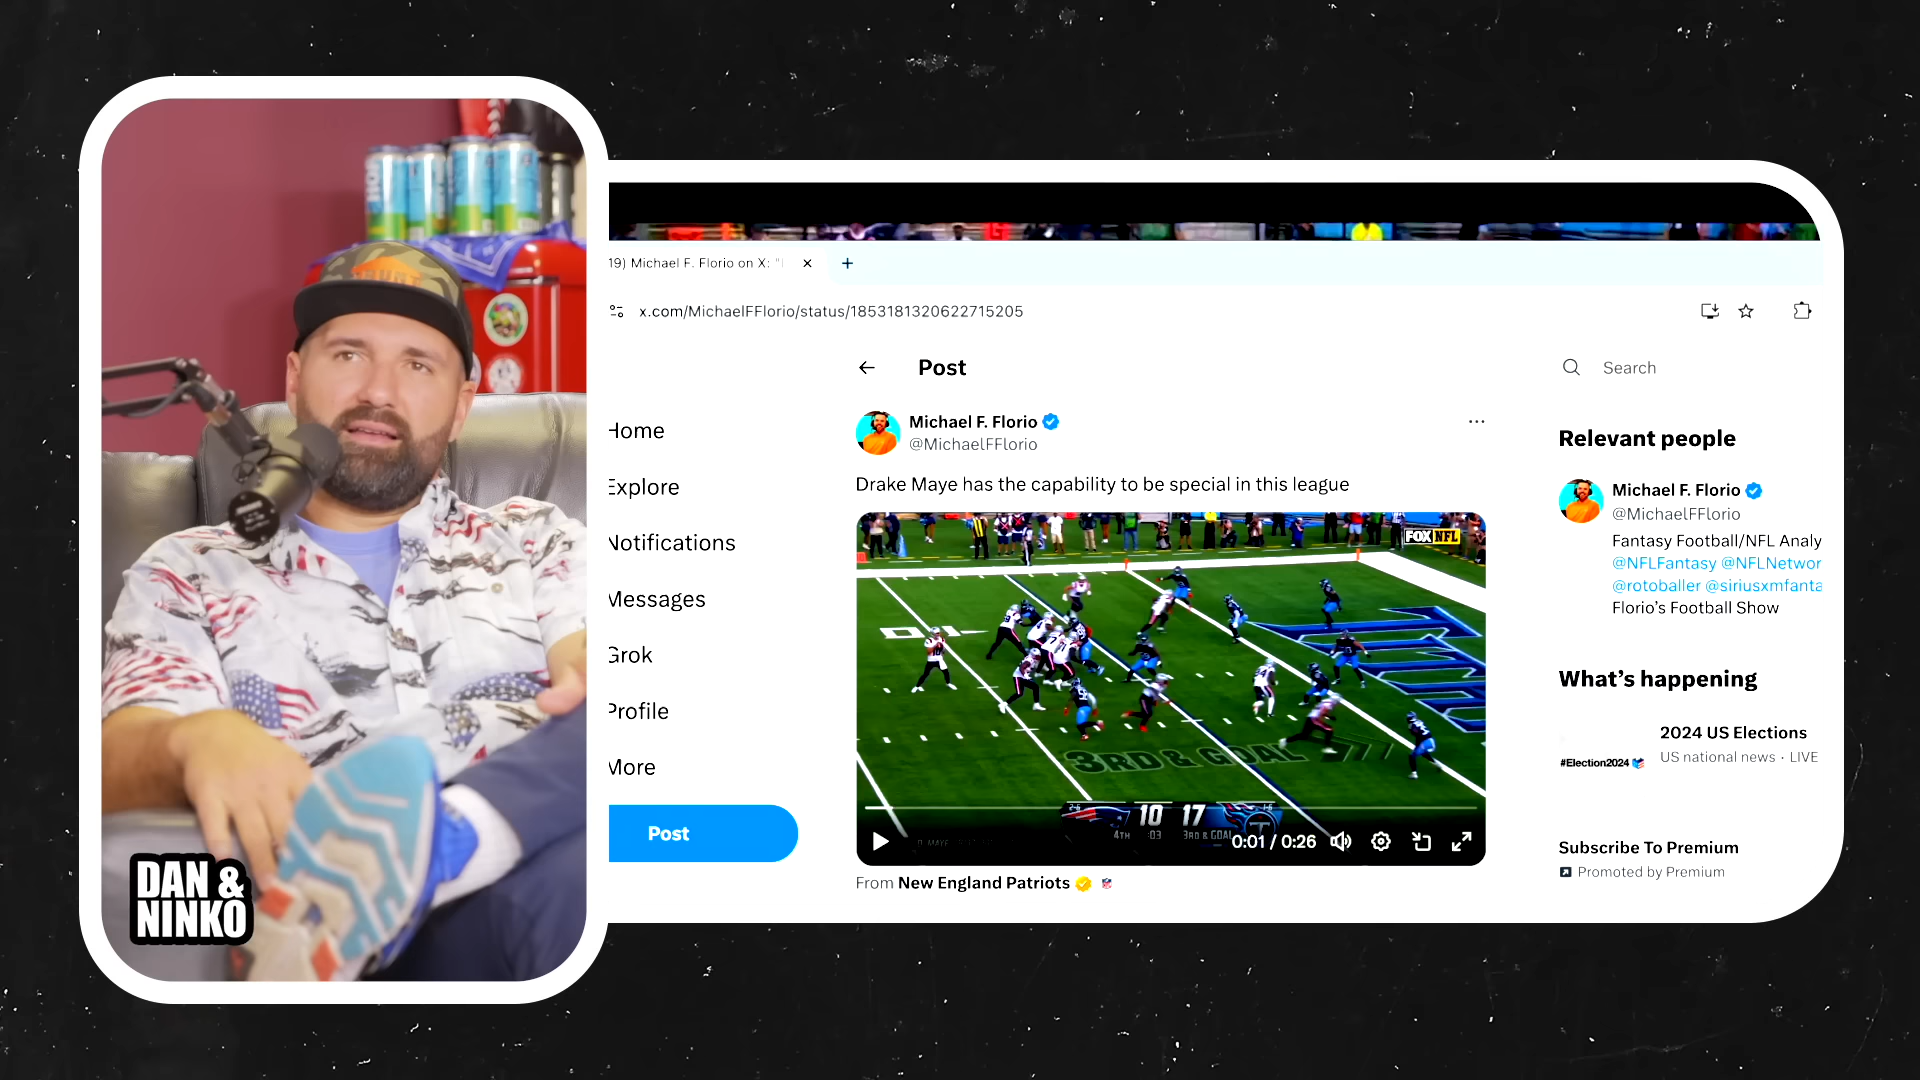 DAN &
NINKO
19) Michael F. Florio on X: "
x.com/MichaelFFlorio/status/1853181320622715205
Home
Explore
Notifications
Messages
Grok
Profile
More
Post
Post
Michael F. Florio
@MichaelFFlorio
Drake Maye has the capability to be special in this league
FOX NFL
3RD & GOAL
10 17
4TH :03 3RD & GOAL
0:01 / 0:26
From New England Patriots
Search
Relevant people
Michael F. Florio
@MichaelFFlorio
Fantasy Football/NFL Analy
@NFLFantasy @NFLNetwor
@rotoballer @siriusxmfanta
Florio's Football Show
What's happening
2024 US Elections
#Election2024
US national news · LIVE
Subscribe To Premium
Promoted by Premium